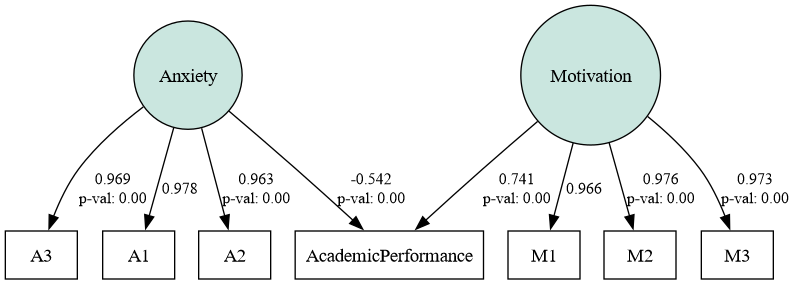 Anxiety
Motivation
0.969
p-val: 0.00
0.978
0.963
p-val: 0.00
-0.542
p-val: 0.00
0.741
p-val: 0.00
0.966
0.976
p-val: 0.00
0.973
p-val: 0.00
A3
A1
A2
AcademicPerformance
M1
M2
M3